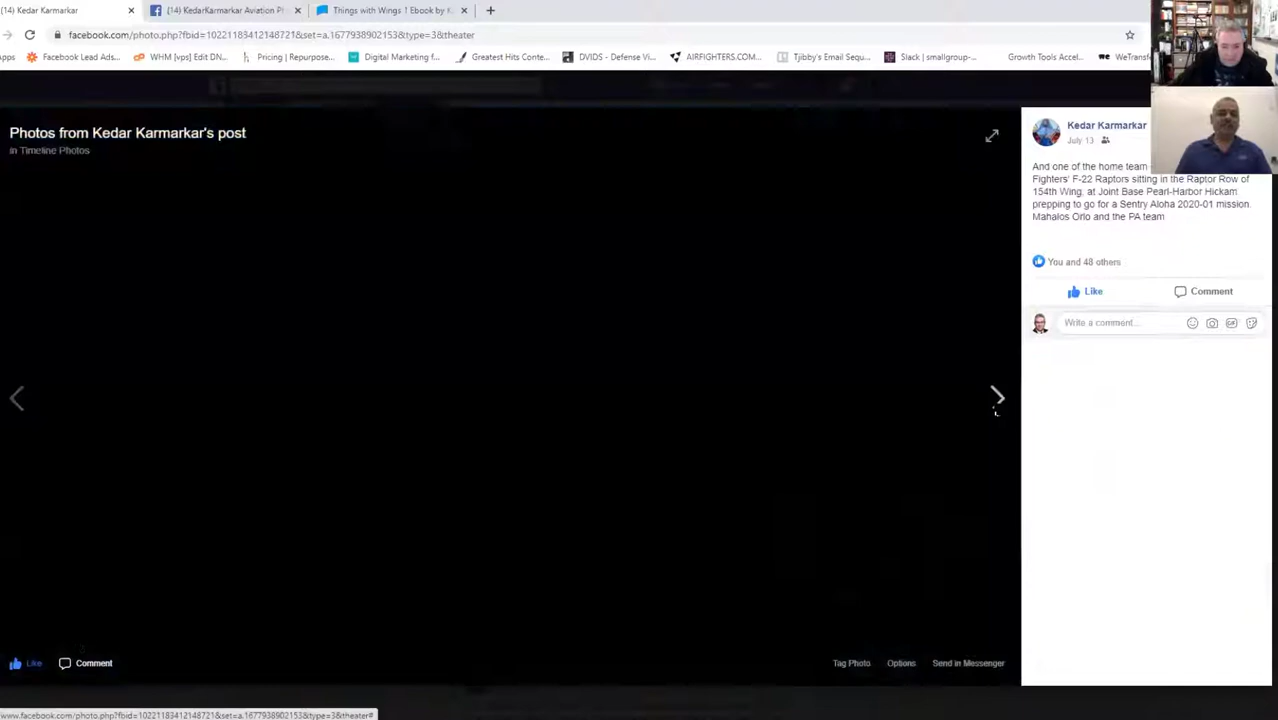 (14) Kedar Karmarkar
(14) KedarKarmarkar Aviation Ph
Things with Wings 1 Ebook by K
facebook.com/photo.php?fbid=10221183412148721&set=a.1677938902153&type=3&theater
pps
Facebook Lead Ads...
WHM [vps] Edit DN...
Pricing | Repurpose...
Digital Marketing f...
Greatest Hits Conte...
DVIDS - Defense Vi...
AIRFIGHTERS.COM...
Tjibby's Email Sequ...
Slack | smallgroup-...
Growth Tools Accel...
WeTransf
Photos from Kedar Karmarkar's post
in Timeline Photos
Kedar Karmarkar
July 13
And one of the home team
Fighters' F-22 Raptors sitting in the Raptor Row of
154th Wing, at Joint Base Pearl-Harbor Hickam
prepping to go for a Sentry Aloha 2020-01 mission.
Mahalos Orlo and the PA team
You and 48 others
Like
Comment
Write a comment...
GIF
Like
Comment
Tag Photo
Options
Send in Messenger
www.facebook.com/photo.php?fbid=10221183412148721&set=a.1677938902153&type=3&theater#